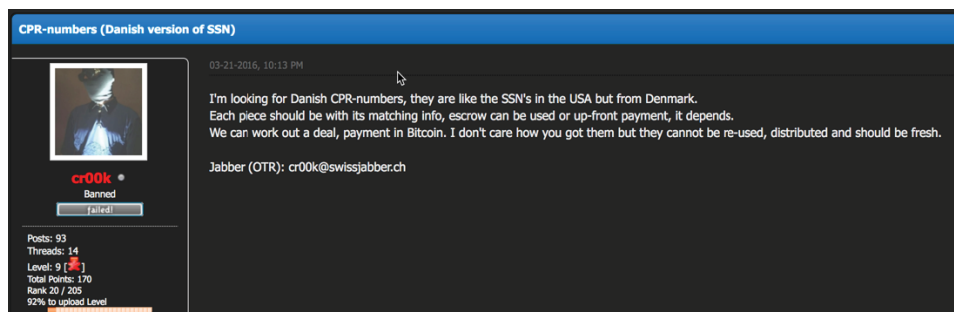 CPR-numbers (Danish version of SSN)
03-21-2016, 10:13 PM
I'm looking for Danish CPR-numbers, they are like the SSN's in the USA but from Denmark.
Each piece should be with its matching info, escrow can be used or up-front payment, it depends.
We can work out a deal, payment in Bitcoin. I don't care how you got them but they cannot be re-used, distributed and should be fresh.
Jabber (OTR): cr00k@swissjabber.ch
cr00k
Banned
failed!
Posts: 93
Threads: 14
Level: 9 [ ]
Total Points: 170
Rank 20 / 205
92% to upload Level